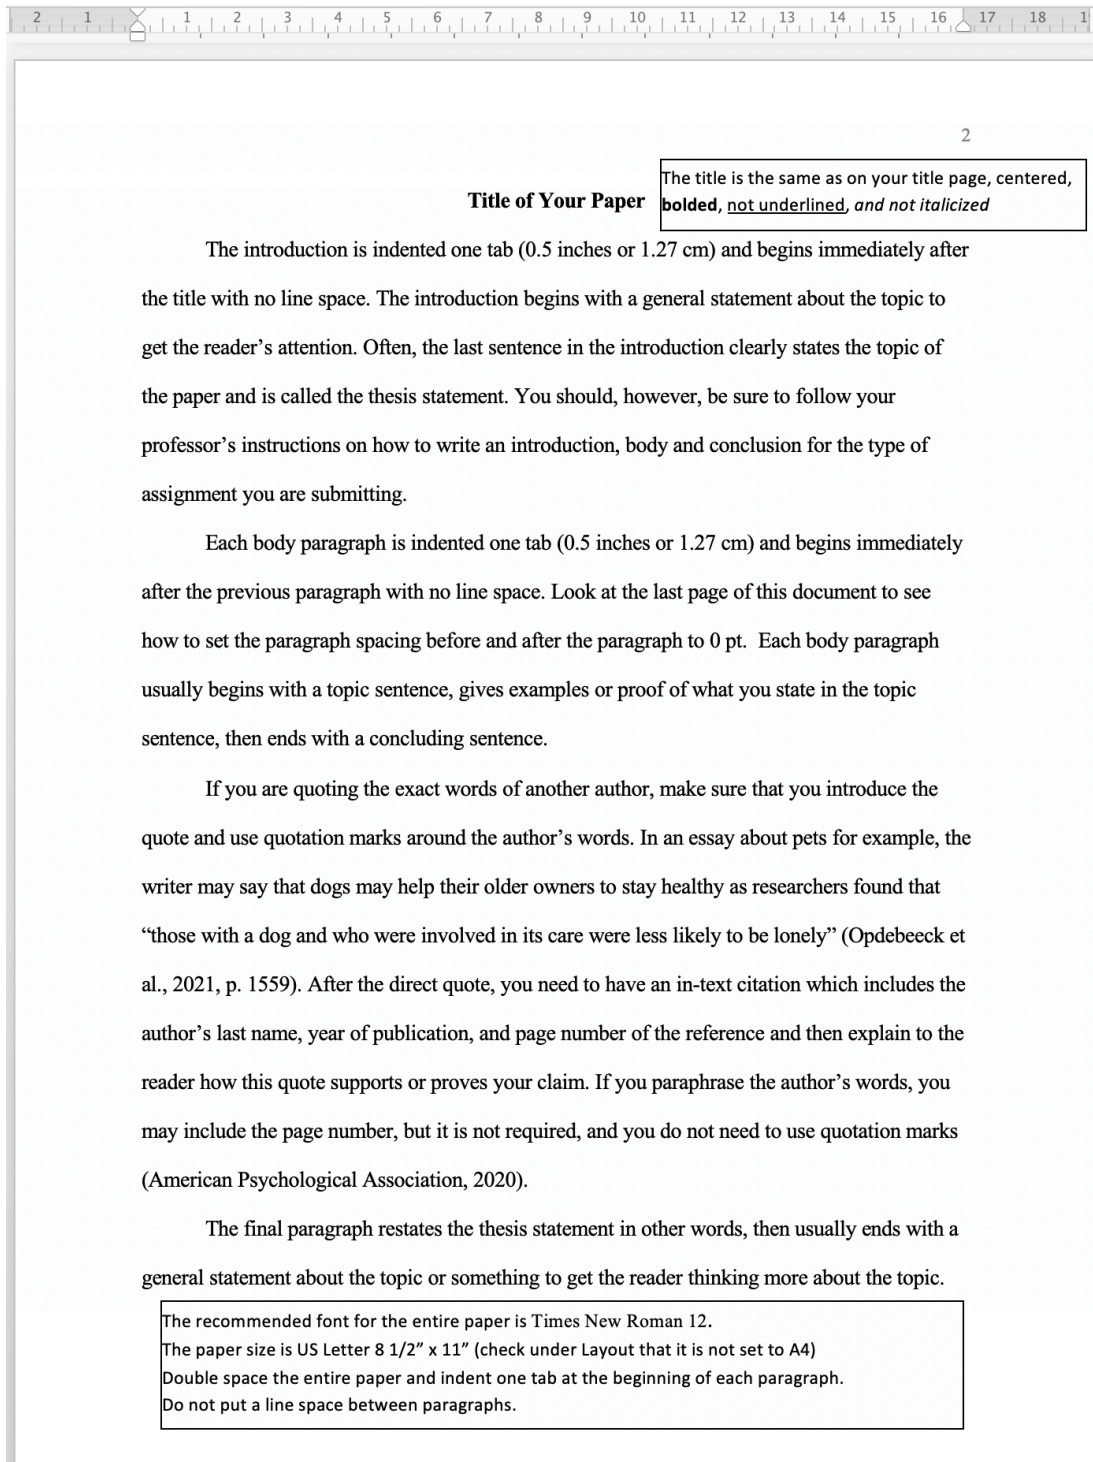 2 1 1 2 3 4 5 6 7 8 9 10 11 12 13 14 15 16 17 18
2
The title is the same as on your title page, centered,
bolded, not underlined, and not italicized
Title of Your Paper
The introduction is indented one tab (0.5 inches or 1.27 cm) and begins immediately after
the title with no line space. The introduction begins with a general statement about the topic to
get the reader’s attention. Often, the last sentence in the introduction clearly states the topic of
the paper and is called the thesis statement. You should, however, be sure to follow your
professor’s instructions on how to write an introduction, body and conclusion for the type of
assignment you are submitting.
Each body paragraph is indented one tab (0.5 inches or 1.27 cm) and begins immediately
after the previous paragraph with no line space. Look at the last page of this document to see
how to set the paragraph spacing before and after the paragraph to 0 pt.  Each body paragraph
usually begins with a topic sentence, gives examples or proof of what you state in the topic
sentence, then ends with a concluding sentence.
If you are quoting the exact words of another author, make sure that you introduce the
quote and use quotation marks around the author’s words. In an essay about pets for example, the
writer may say that dogs may help their older owners to stay healthy as researchers found that
“those with a dog and who were involved in its care were less likely to be lonely” (Opdebeeck et
al., 2021, p. 1559). After the direct quote, you need to have an in-text citation which includes the
author’s last name, year of publication, and page number of the reference and then explain to the
reader how this quote supports or proves your claim. If you paraphrase the author’s words, you
may include the page number, but it is not required, and you do not need to use quotation marks
(American Psychological Association, 2020).
The final paragraph restates the thesis statement in other words, then usually ends with a
general statement about the topic or something to get the reader thinking more about the topic.
The recommended font for the entire paper is Times New Roman 12.
The paper size is US Letter 8 1/2” x 11” (check under Layout that it is not set to A4)
Double space the entire paper and indent one tab at the beginning of each paragraph.
Do not put a line space between paragraphs.